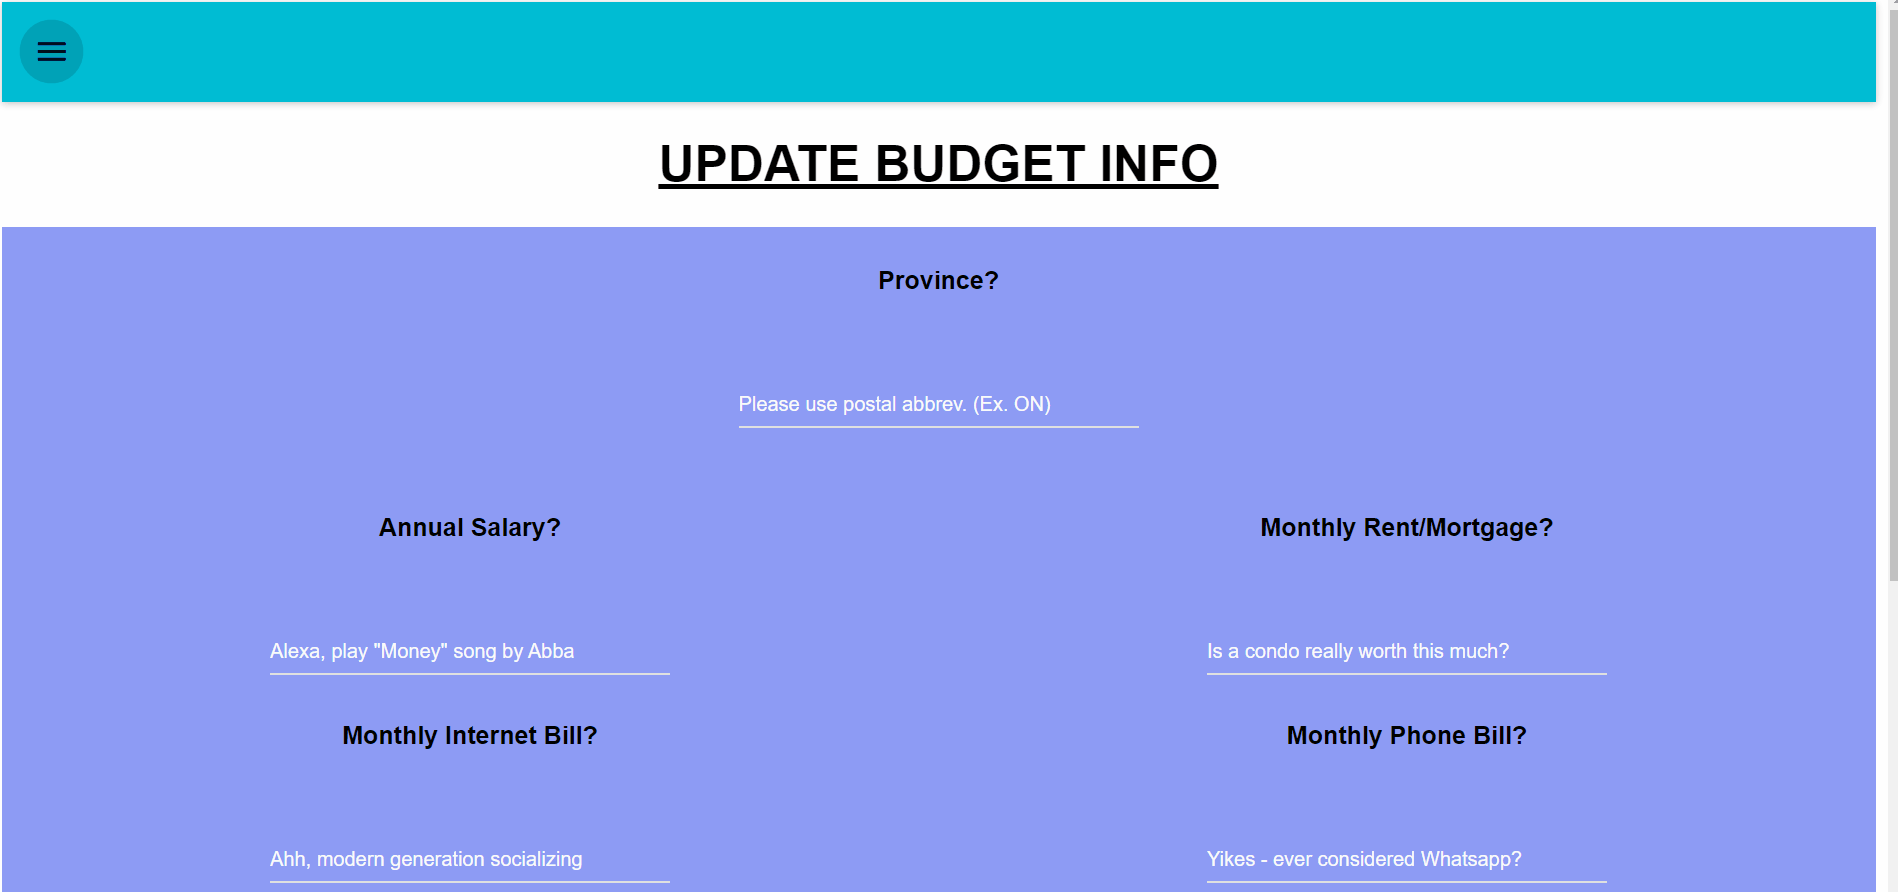 UPDATE BUDGET INFO
Province?
Please use postal abbrev. (Ex. ON)
Annual Salary?
Monthly Rent/Mortgage?
Alexa, play "Money" song by Abba
Is a condo really worth this much?
Monthly Internet Bill?
Monthly Phone Bill?
Ahh, modern generation socializing
Yikes - ever considered Whatsapp?